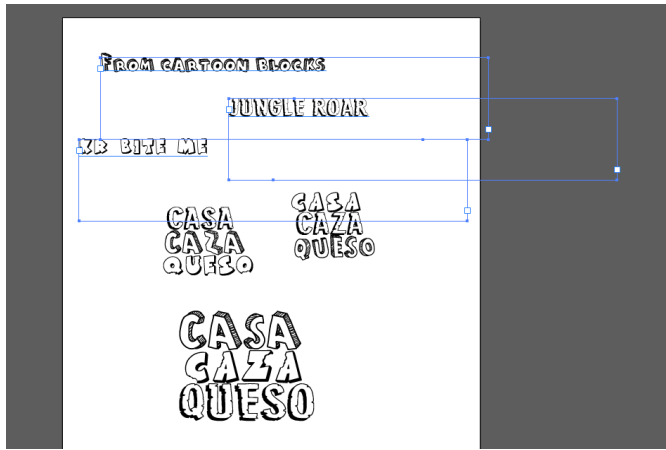 FROM CARTOON BLOCKS
JUNGLE ROAR
KR BITE ME
CASA
CAZA
QUESO
CASA
CAZA
QUESO
CASA
CAZA
QUESO